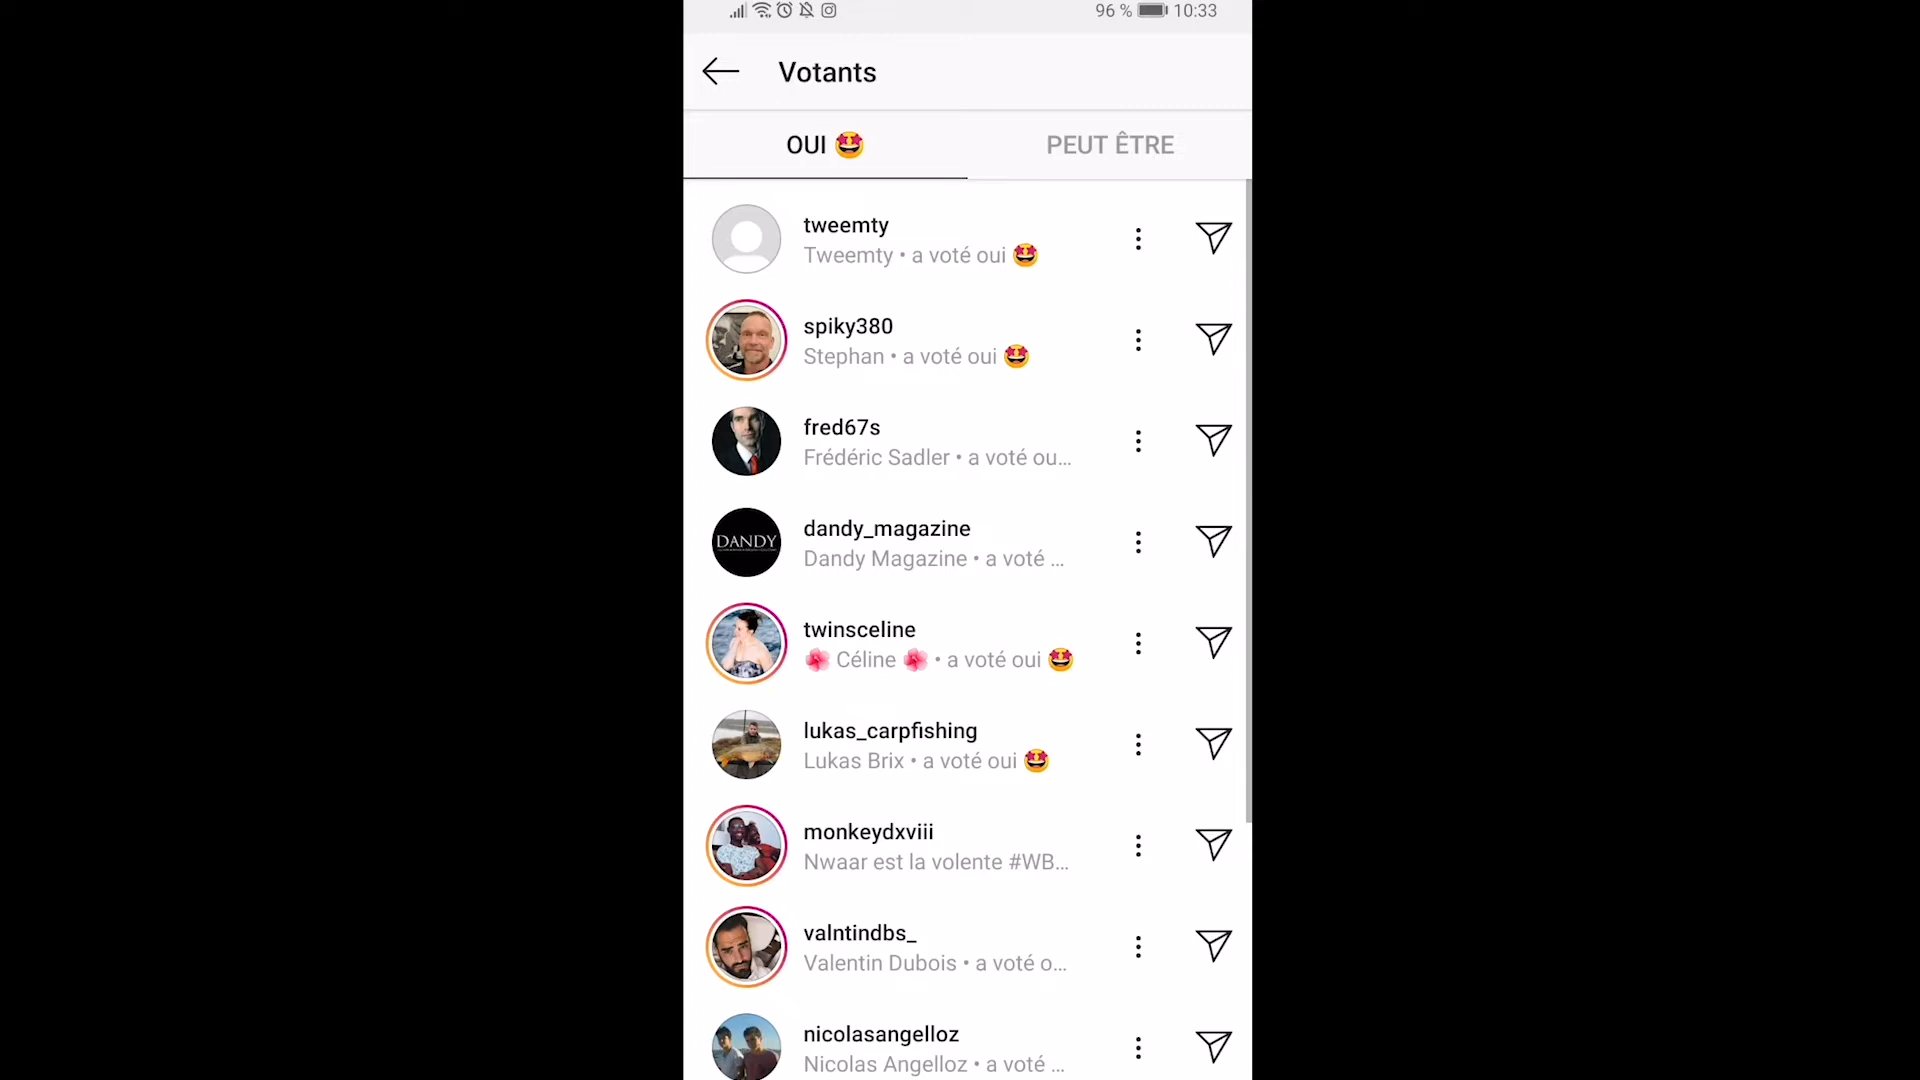 96 % 10:33
Votants
OUI 🤩
PEUT ÊTRE
tweemty
Tweemty • a voté oui 🤩
spiky380
Stephan • a voté oui 🤩
fred67s
Frédéric Sadler • a voté ou...
DANDY
dandy_magazine
Dandy Magazine • a voté ...
twinsceline
🌺 Céline 🌺 • a voté oui 🤩
lukas_carpfishing
Lukas Brix • a voté oui 🤩
monkeydxviii
Nwaar est la volente #WB...
valntindbs_
Valentin Dubois • a voté o...
nicolasangelloz
Nicolas Angelloz • a voté ...